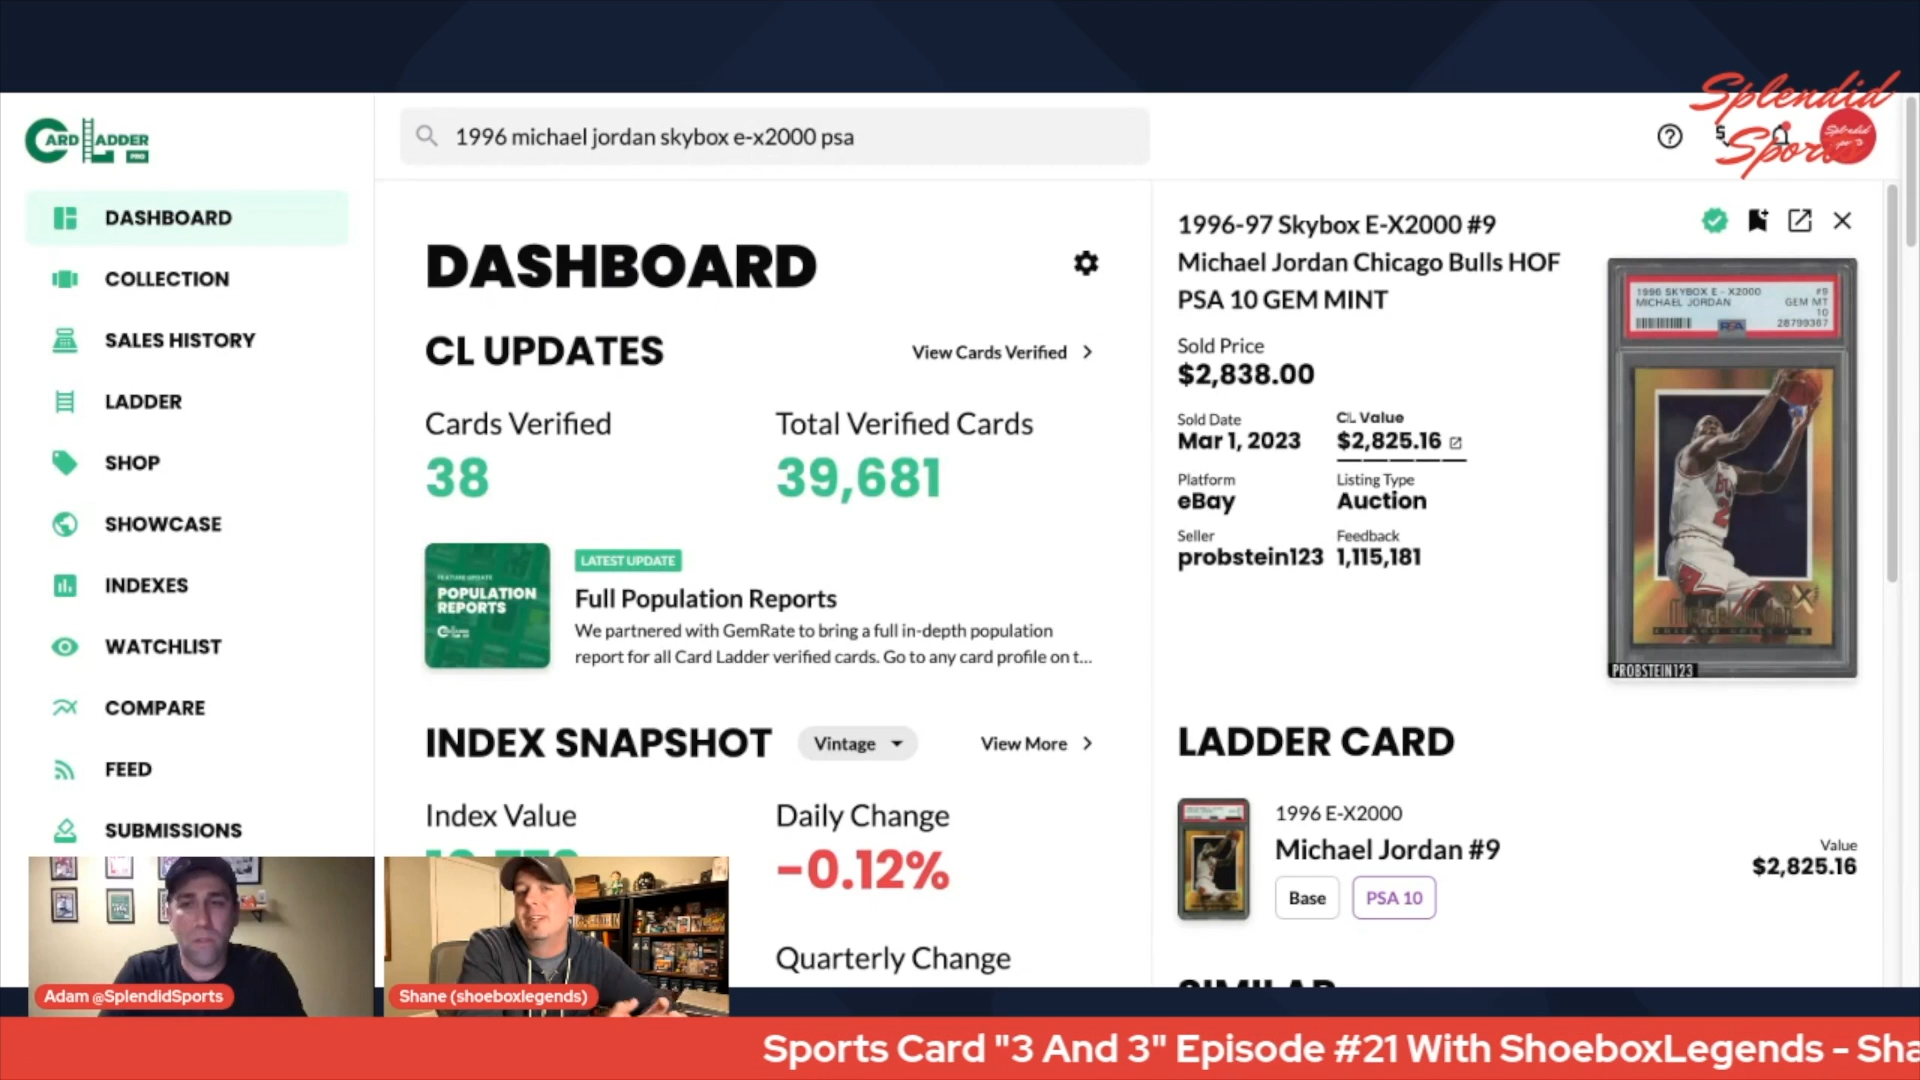 Splendid
Sports
CARD LADDER
PRO
1996 michael jordan skybox e-x2000 psa
DASHBOARD
COLLECTION
SALES HISTORY
LADDER
SHOP
SHOWCASE
INDEXES
WATCHLIST
COMPARE
FEED
SUBMISSIONS
DASHBOARD
CL UPDATES
View Cards Verified
Cards Verified
38
Total Verified Cards
39,681
FEATURE UPDATE
POPULATION
REPORTS
LATEST UPDATE
Full Population Reports
We partnered with GemRate to bring a full in-depth population
report for all Card Ladder verified cards. Go to any card profile on t...
INDEX SNAPSHOT
Vintage
View More
Index Value
Daily Change
-0.12%
Quarterly Change
1996-97 Skybox E-X2000 #9
Michael Jordan Chicago Bulls HOF
PSA 10 GEM MINT
Sold Price
$2,838.00
Sold Date
Mar 1, 2023
CL Value
$2,825.16
Platform
eBay
Listing Type
Auction
Seller
probstein123
Feedback
1,115,181
1996 SKYBOX E - X2000 #9
MICHAEL JORDAN GEM MT
10
PSA 28799367
PROBSTEIN123
LADDER CARD
1996 E-X2000
Michael Jordan #9
Base
PSA 10
Value
$2,825.16
SIMILAR
Adam @SplendidSports
Shane (shoeboxlegends)
Sports Card "3 And 3" Episode #21 With ShoeboxLegends - Sha